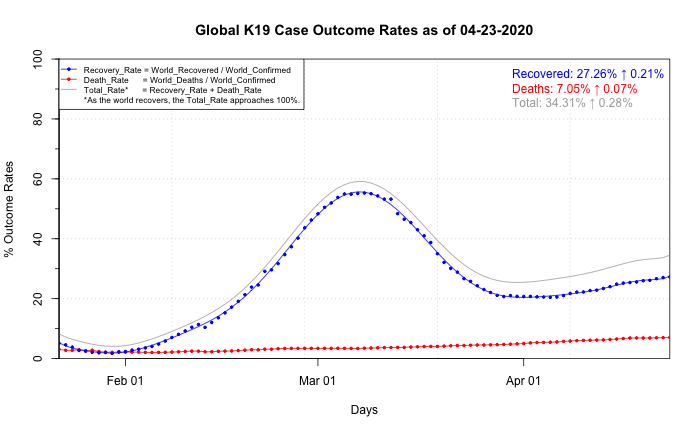 Global K19 Case Outcome Rates as of 04-23-2020
Recovery_Rate = World_Recovered / World_Confirmed
Death_Rate = World_Deaths / World_Confirmed
Total_Rate* = Recovery_Rate + Death_Rate
*As the world recovers, the Total_Rate approaches 100%.
Recovered: 27.26% ↑ 0.21%
Deaths: 7.05% ↑ 0.07%
Total: 34.31% ↑ 0.28%
% Outcome Rates
100
80
60
40
20
0
Feb 01 Mar 01 Apr 01
Days